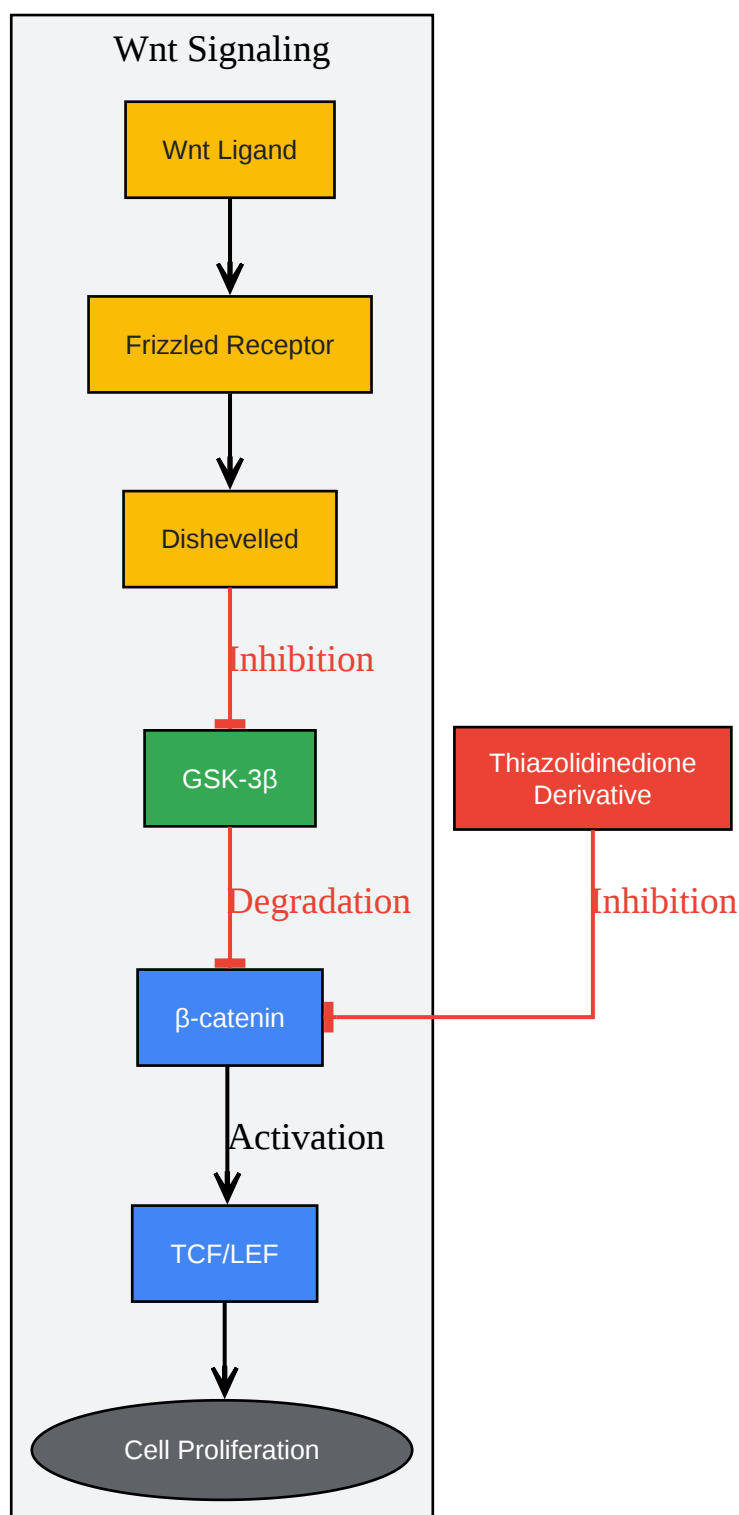 Wnt Signaling
Wnt Ligand
Frizzled Receptor
Dishevelled
Inhibition
GSK-3β
Thiazolidinedione
Derivative
Degradation
Inhibition
β-catenin
Activation
TCF/LEF
Cell Proliferation